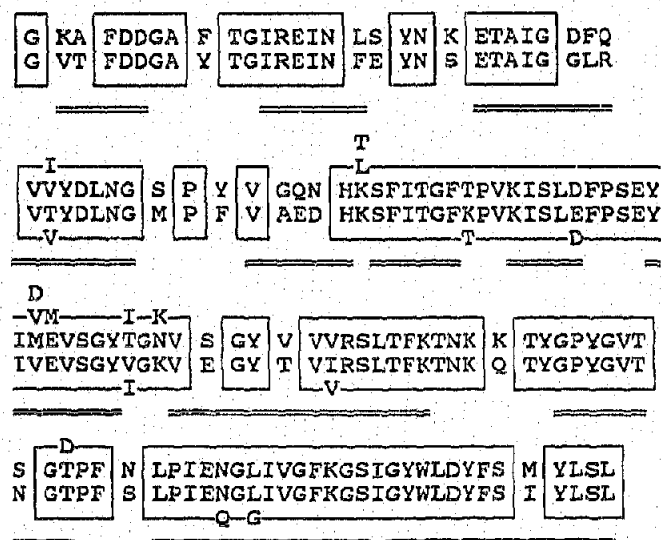 G KA FDDGA F TGIREIN LS YN K ETAIG DFQ
G VT FDDGA Y TGIREIN FE YN S ETAIG GLR
T
I L
VVYDLNG S P Y V GQN HKSFITGFTPVKISLDFPSEY
VTYDLNG M P F V AED HKSFITGFKPVKISLEFPSEY
V T D
D
VM I K
IMEVSGYTGNV S GY V VVRSLTFKTNK K TYGPYGVT
IVEVSGYVGKV E GY T VIRSLTFKTNK Q TYGPYGVT
I V
D
S GTPF N LPIENGLIVGFKGSIGYWLDYFS M YLSL
N GTPF S LPIENGLIVGFKGSIGYWLDYFS I YLSL
Q G